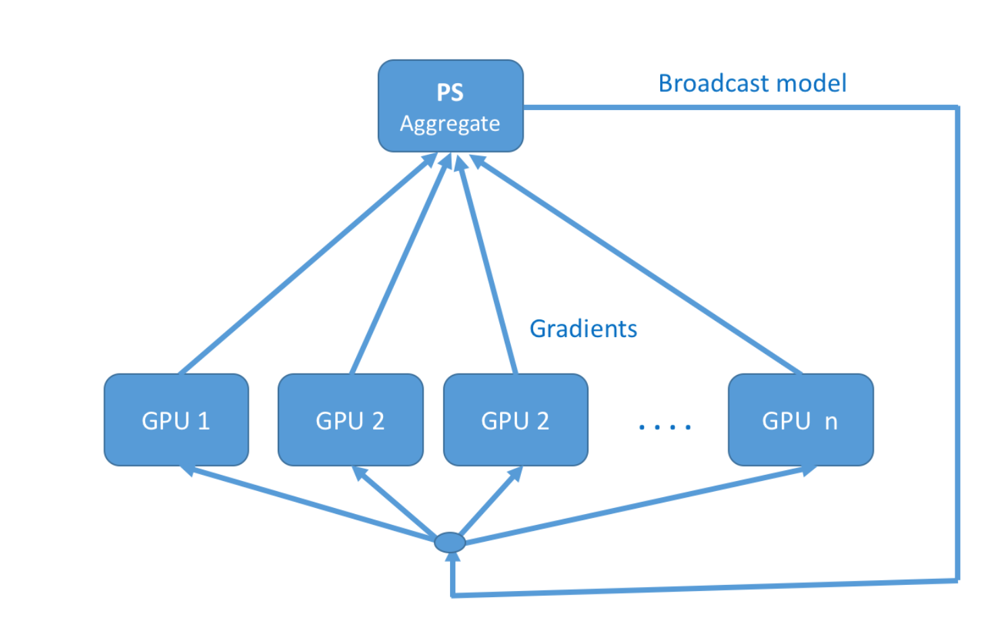 PS
Aggregate
Broadcast model
Gradients
GPU 1
GPU 2
GPU 2
. . . .
GPU n